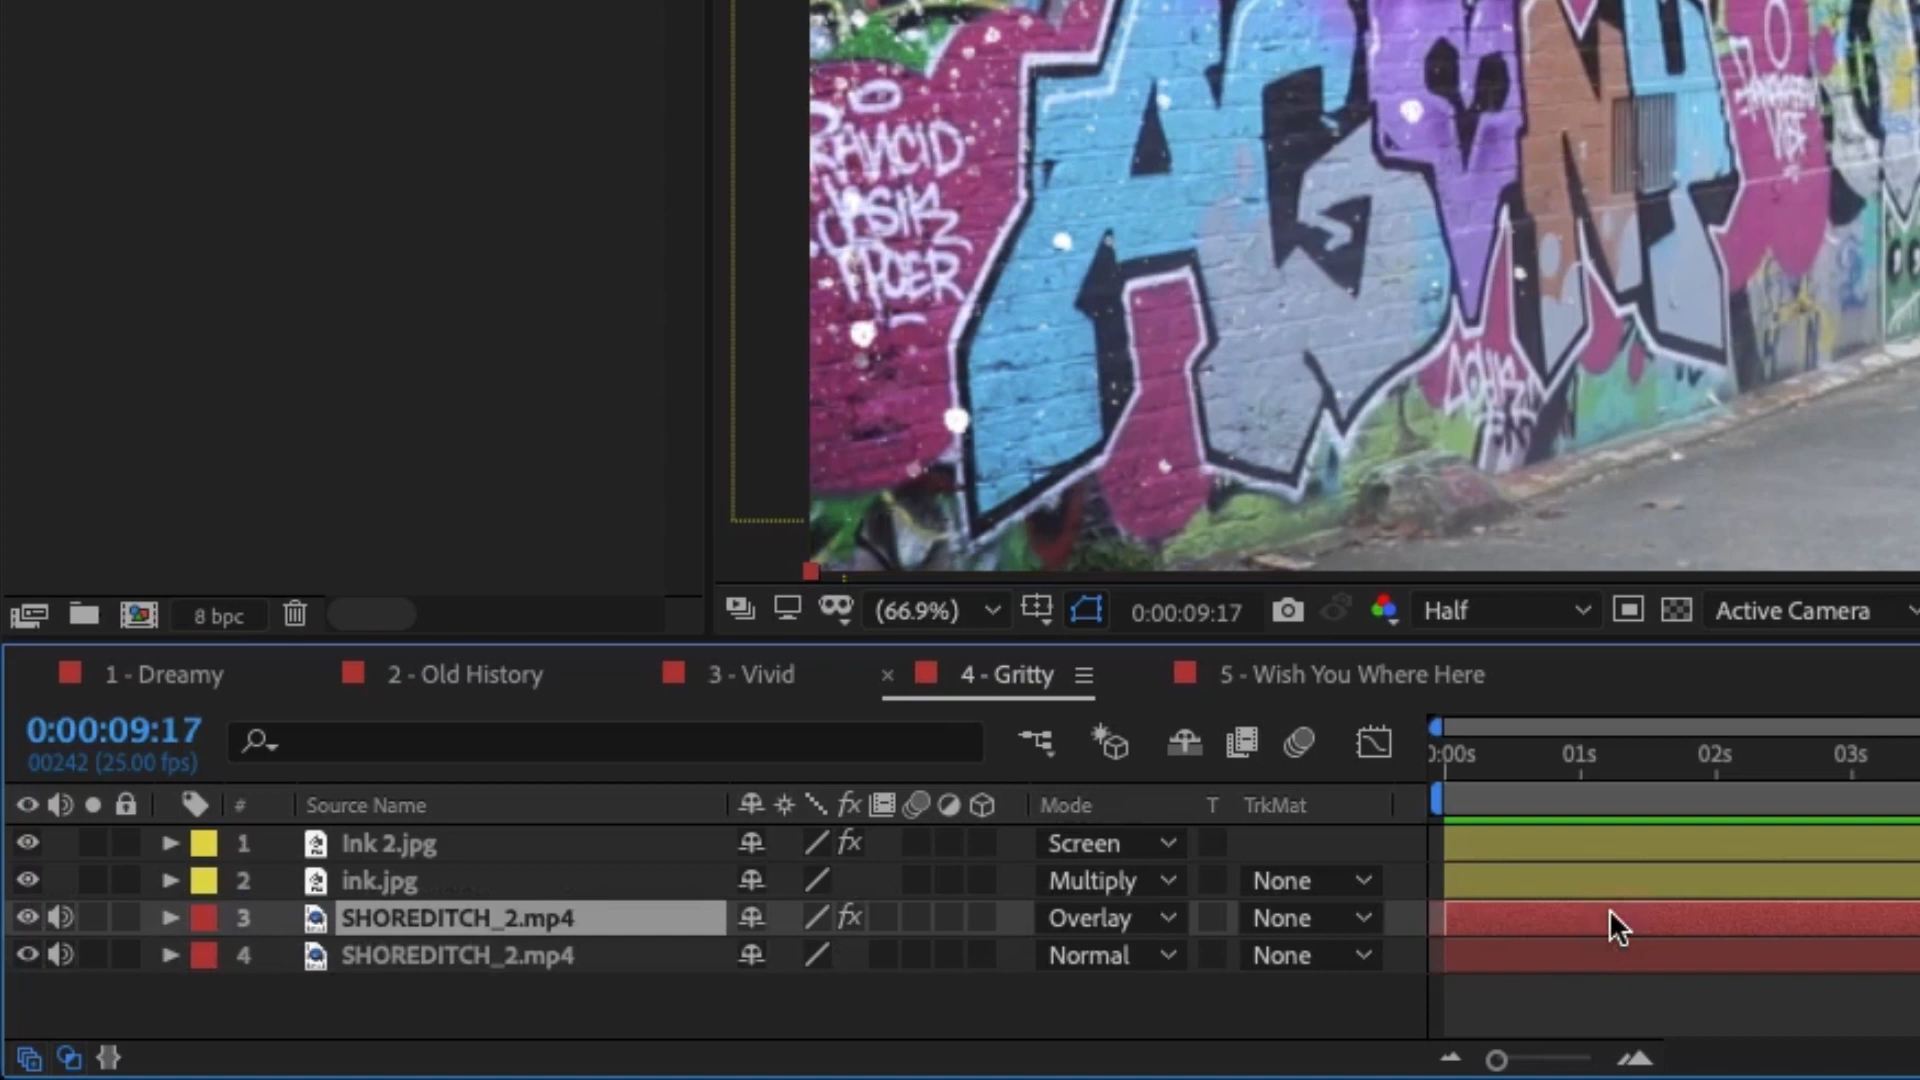 RANCID
8 bpc
(66.9%)
0:00:09:17
Half
Active Camera
1 - Dreamy
2 - Old History
3 - Vivid
× 4 - Gritty
5 - Wish You Where Here
0:00:09:17
00242 (25.00 fps)
0:00s 01s 02s 03s
# Source Name fx Mode T TrkMat
1 Ink 2.jpg fx Screen
2 ink.jpg Multiply None
3 SHOREDITCH_2.mp4 fx Overlay None
4 SHOREDITCH_2.mp4 Normal None